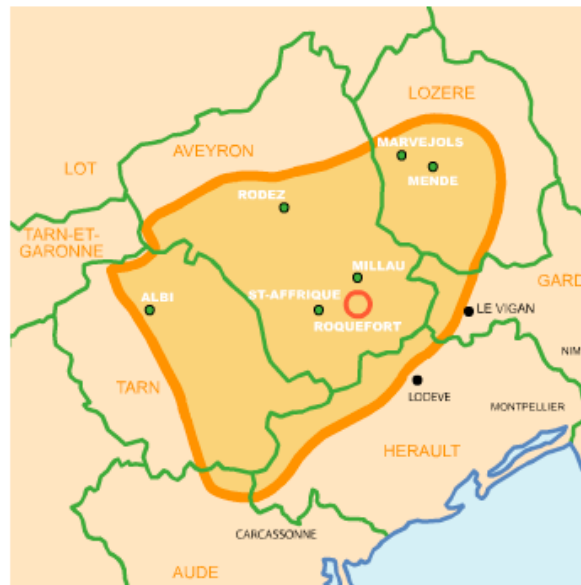 LOZERE
MARVEJOLS
AVEYRON
LOT
MENDE
RODEZ
TARN-ET-
GARONNE
MILLAU
GARD
ALBI
ST-AFFRIQUE
LE VIGAN
ROQUEFORT
NIM
TARN
LODEVE
MONTPELLIER
HERAULT
CARCASSONNE
AUDE